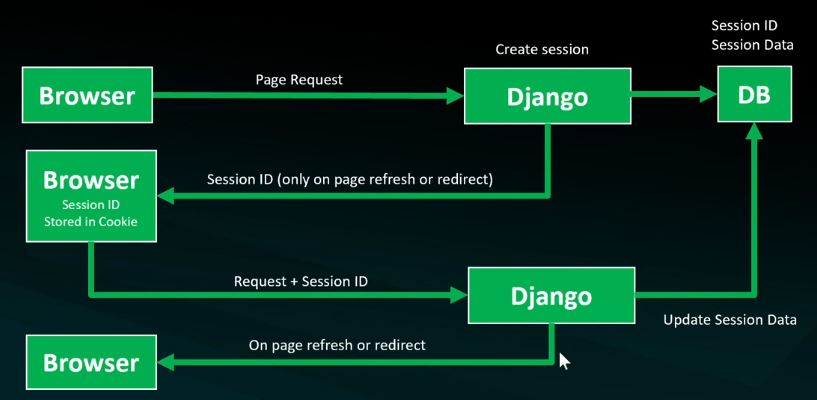 Session ID
Session Data
Create session
Page Request
Browser
Django
DB
Browser
Session ID
Stored in Cookie
Session ID (only on page refresh or redirect)
Request + Session ID
Django
Update Session Data
On page refresh or redirect
Browser